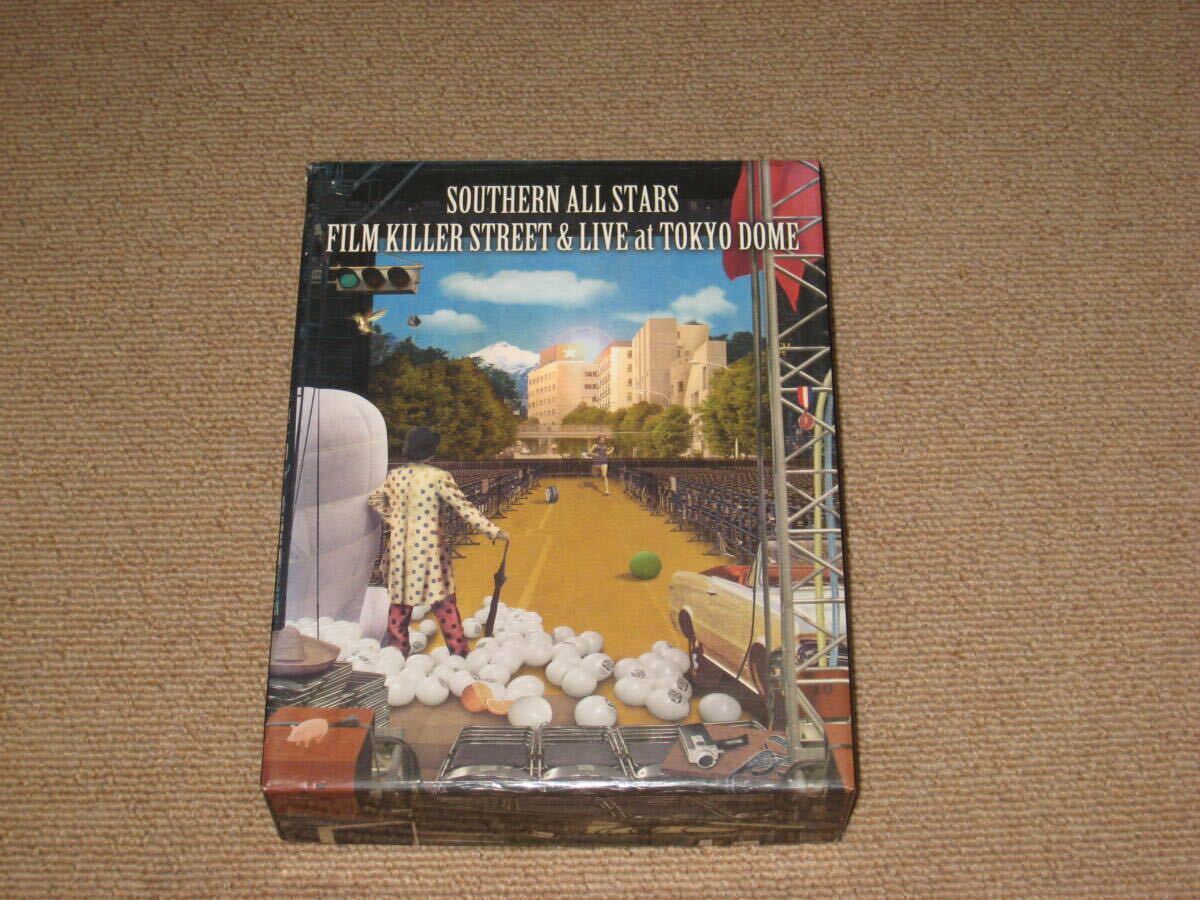 SOUTHERN ALL STARS
FILM KILLER STREET & LIVE at TOKYO DOME